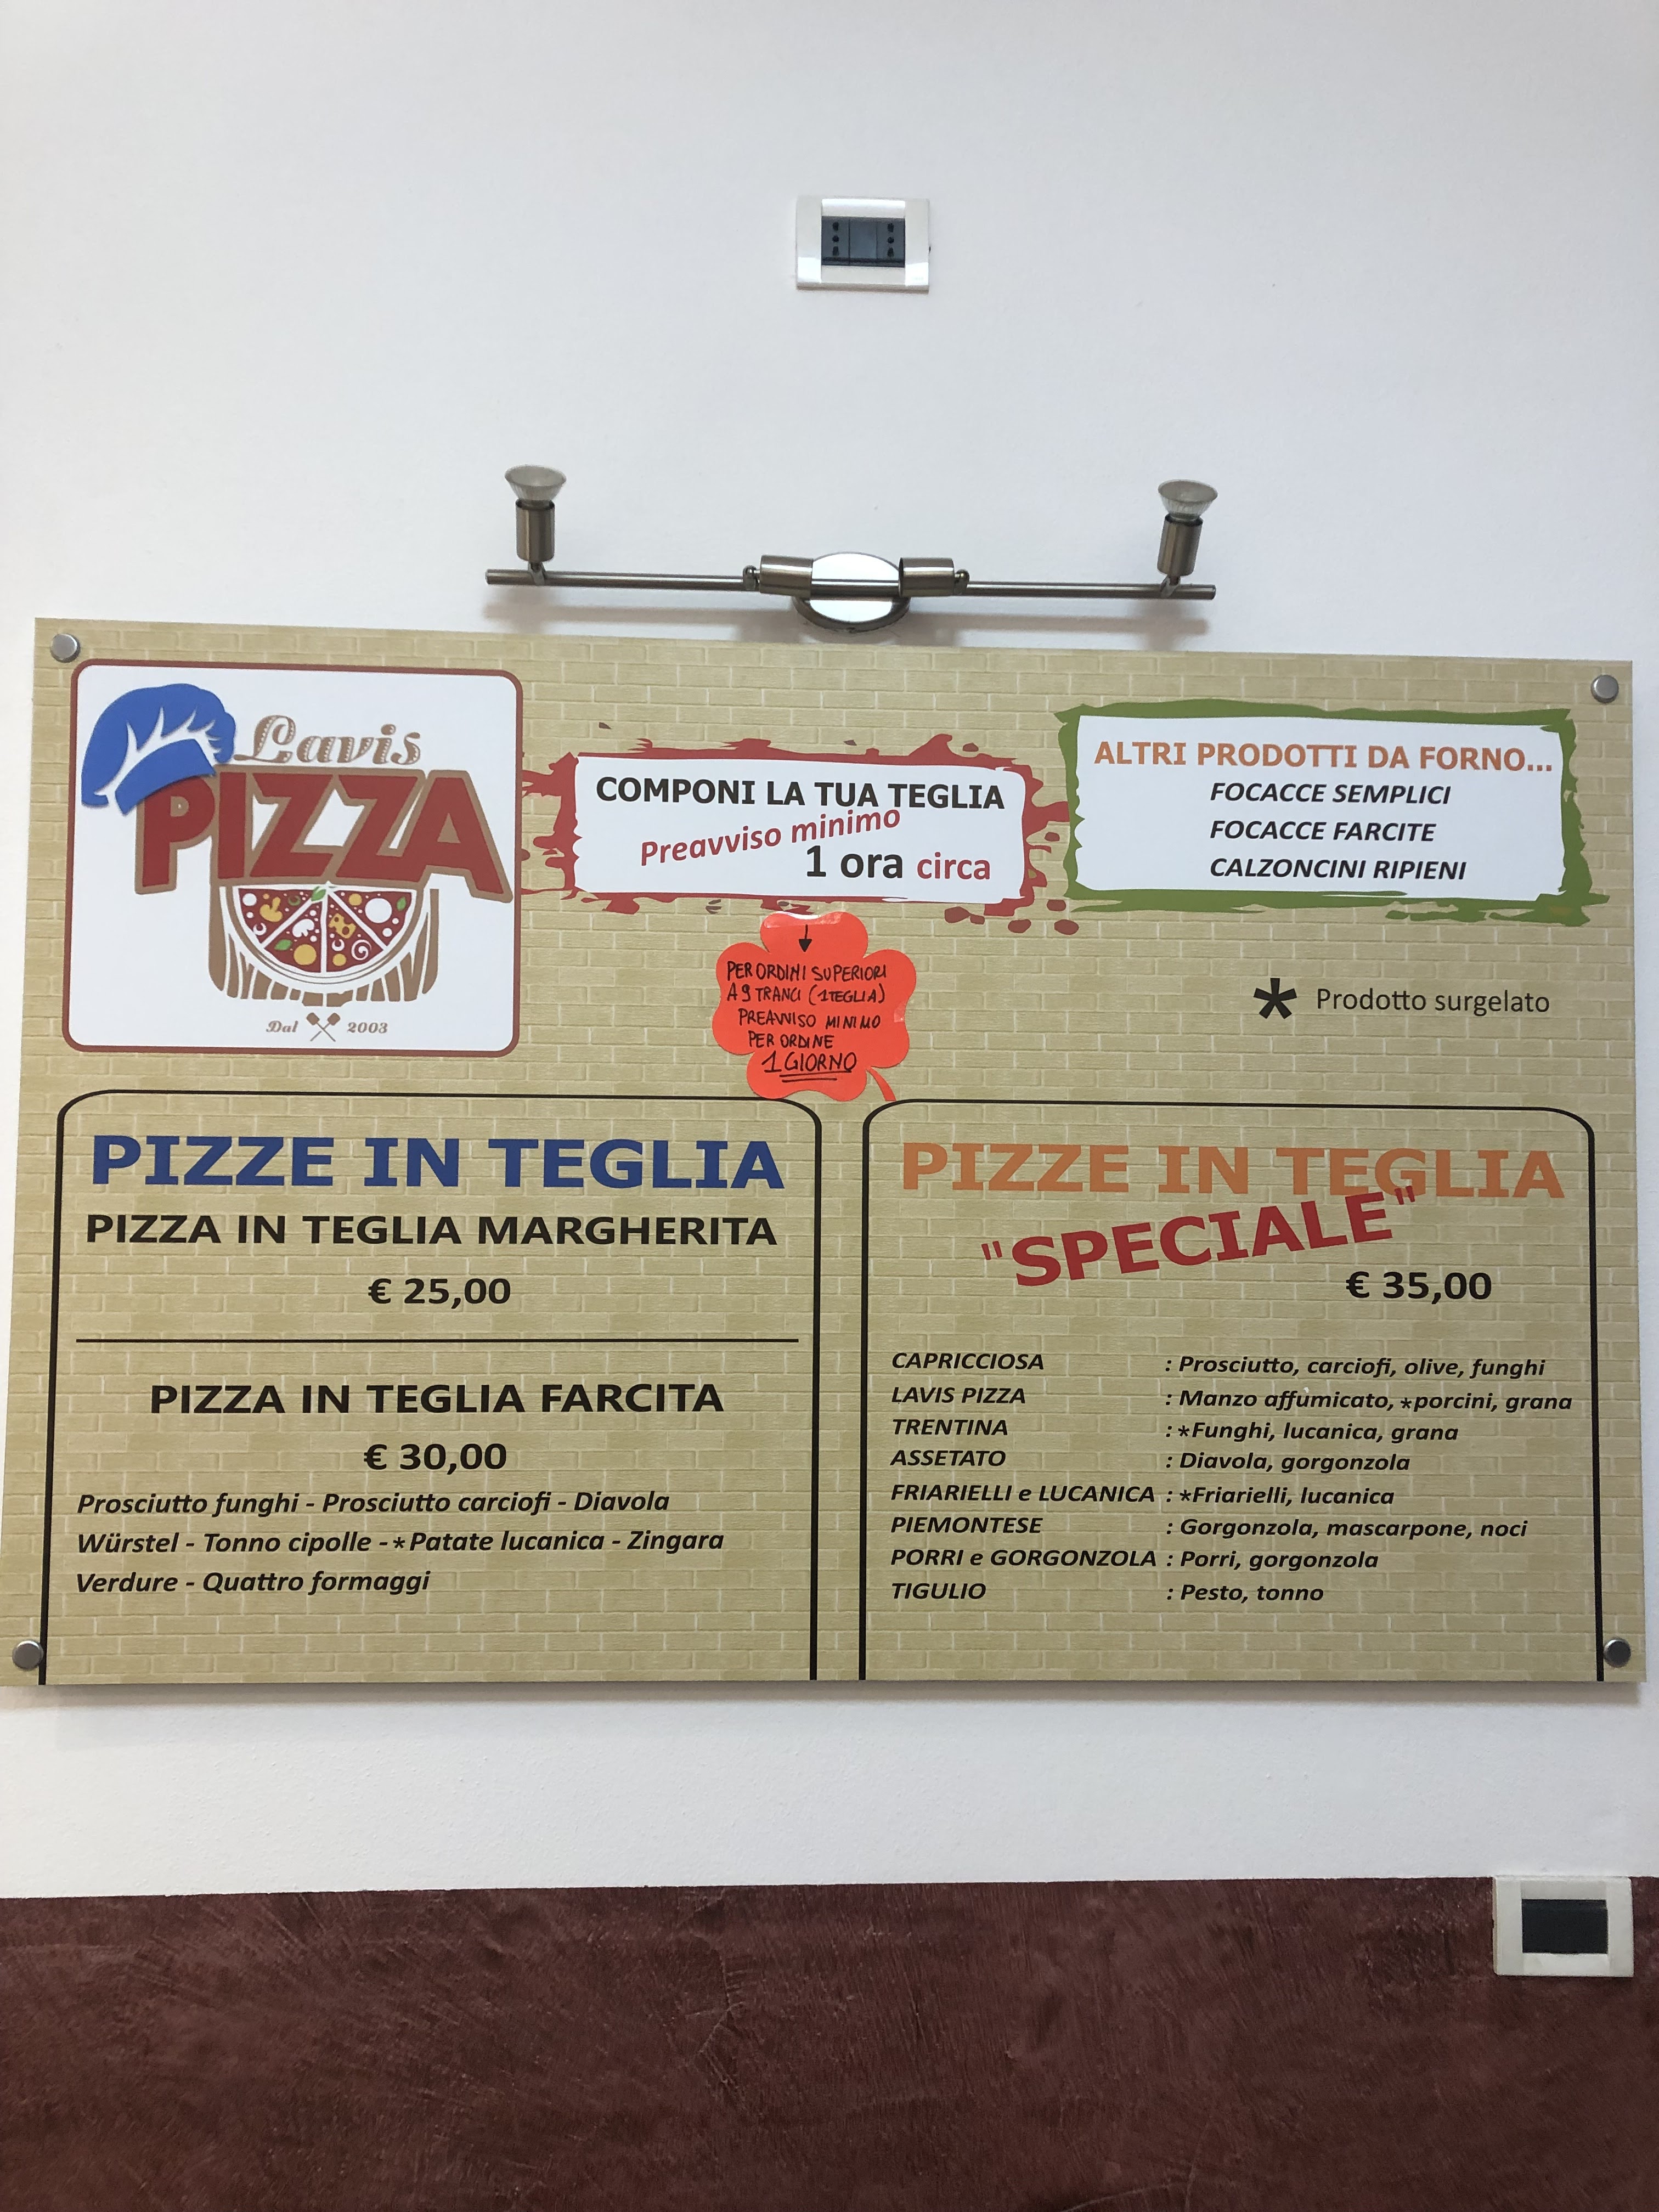 Lavis
PIZZA
Dal 2003
COMPONI LA TUA TEGLIA
Preavviso minimo
1 ora circa
ALTRI PRODOTTI DA FORNO...
FOCACCE SEMPLICI
FOCACCE FARCITE
CALZONCINI RIPIENI
PER ORDINI SUPERIORI
A 9 TRANCI (1 TEGLIA)
PREAVVISO MINIMO
PER ORDINE
1 GIORNO
* Prodotto surgelato
PIZZE IN TEGLIA
PIZZA IN TEGLIA MARGHERITA
€ 25,00
PIZZA IN TEGLIA FARCITA
€ 30,00
Prosciutto funghi - Prosciutto carciofi - Diavola
Würstel - Tonno cipolle - *Patate lucanica - Zingara
Verdure - Quattro formaggi
PIZZE IN TEGLIA
"SPECIALE"
€ 35,00
CAPRICCIOSA : Prosciutto, carciofi, olive, funghi
LAVIS PIZZA : Manzo affumicato, *porcini, grana
TRENTINA : *Funghi, lucanica, grana
ASSETATO : Diavola, gorgonzola
FRIARIELLI e LUCANICA : *Friarielli, lucanica
PIEMONTESE : Gorgonzola, mascarpone, noci
PORRI e GORGONZOLA : Porri, gorgonzola
TIGULIO : Pesto, tonno